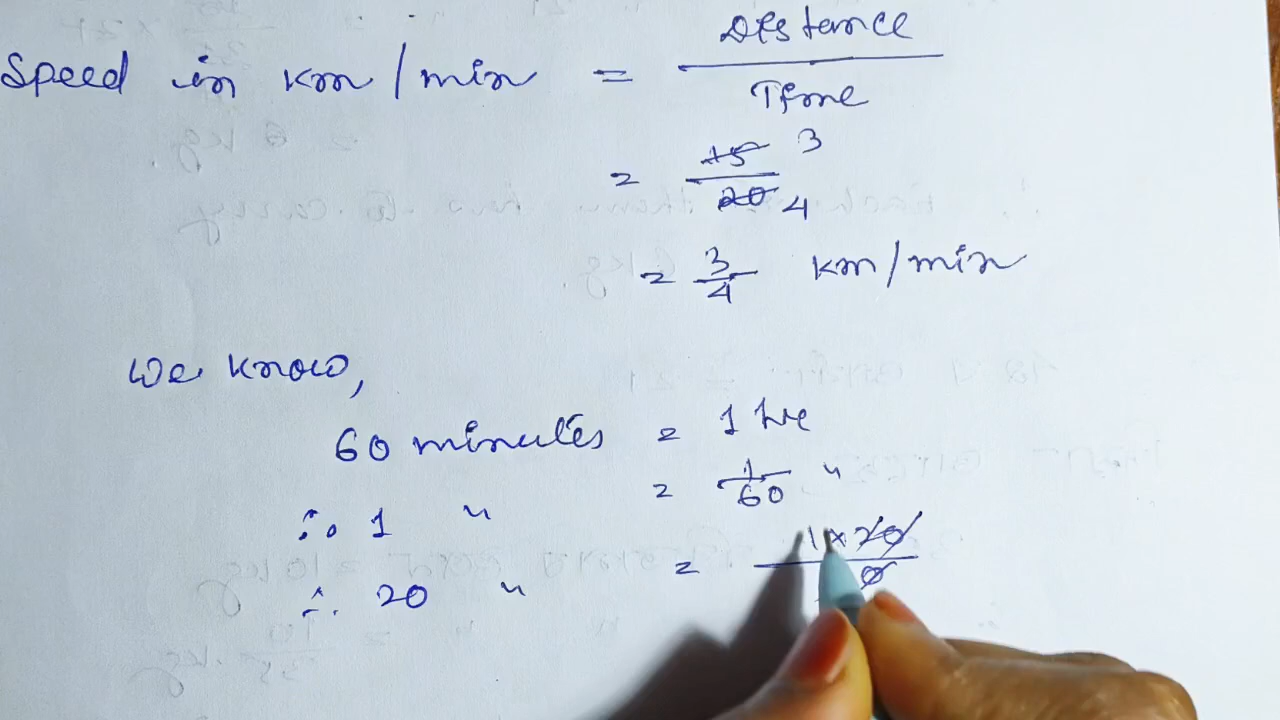 Distance
Speed in km/min = ―
Time
= 15/20 3/4
= 3/4 km/min
We know,
60 minutes = 1 hr
∴ 1 " = 1/60 "
∴ 20 " = 1×20